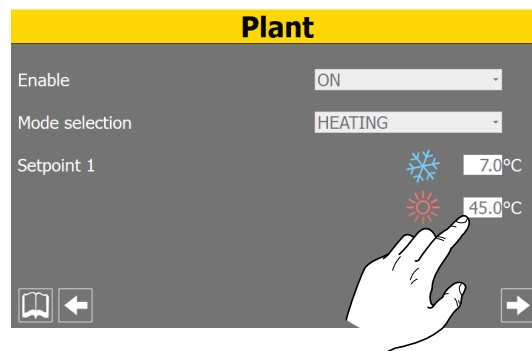 Plant
Enable ON
Mode selection HEATING
Setpoint 1 7.0°C
45.0°C